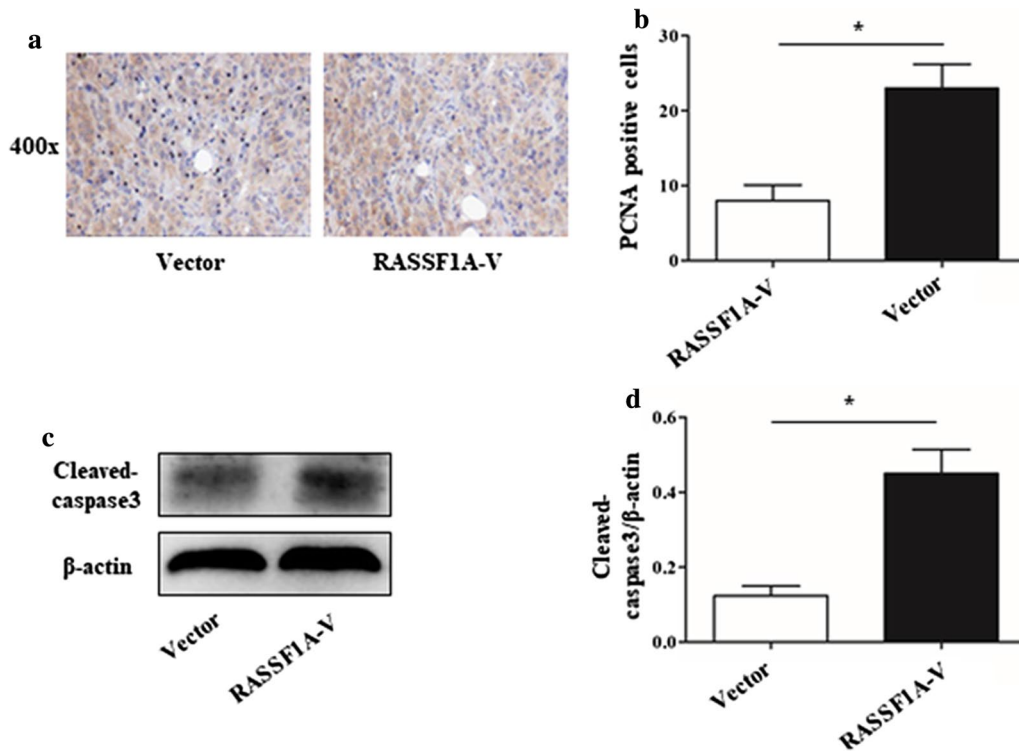 a
400x
Vector
RASSF1A-V
b
*
PCNA positive cells
30
20
10
0
RASSF1A-V
Vector
c
Cleaved-
caspase3
β-actin
Vector
RASSF1A-V
d
*
Cleaved-
caspase3/β-actin
0.6
0.4
0.2
0.0
Vector
RASSF1A-V